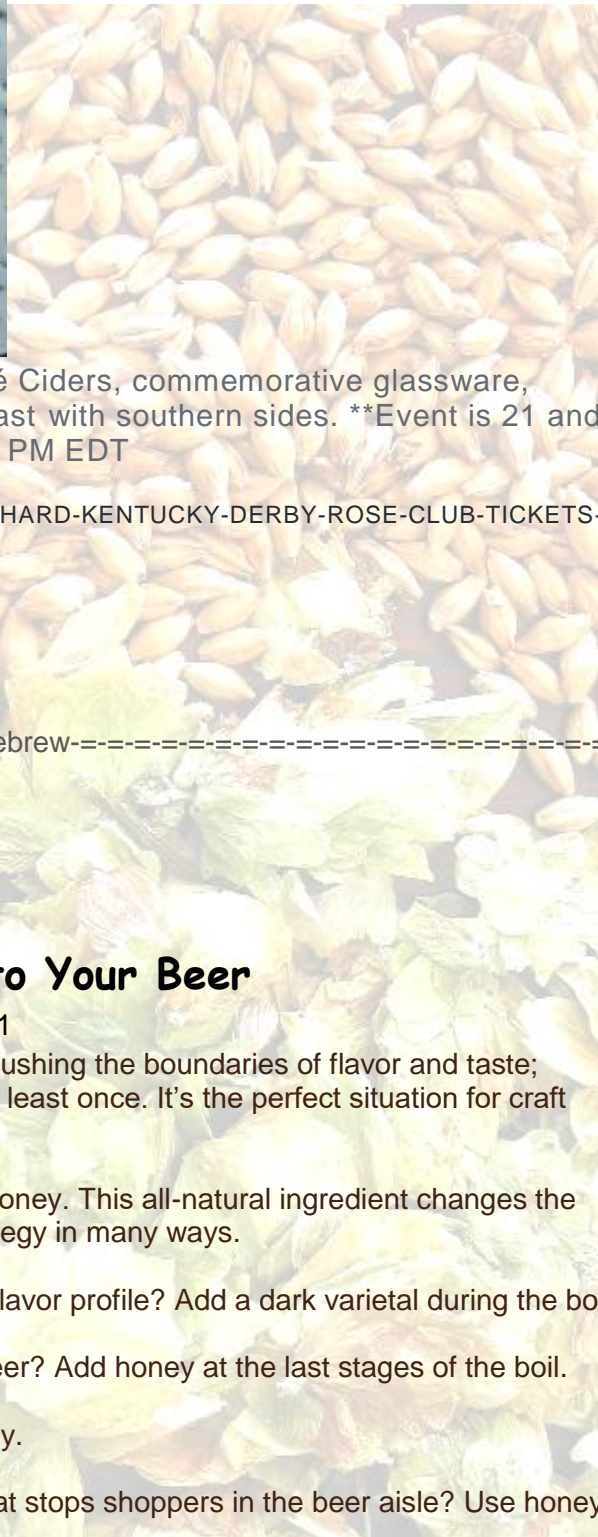 é Ciders, commemorative glassware,
ast with southern sides. **Event is 21 and
PM EDT
HARD-KENTUCKY-DERBY-ROSE-CLUB-TICKETS-
ebrew-=-=-=-=-=-=-=-=-=-=-=-=-=-=-=-=-=-=-=-=
to Your Beer
1
ushing the boundaries of flavor and taste;
least once. It’s the perfect situation for craft
oney. This all-natural ingredient changes the
egy in many ways.
lavor profile? Add a dark varietal during the bo
eer? Add honey at the last stages of the boil.
y.
at stops shoppers in the beer aisle? Use honey